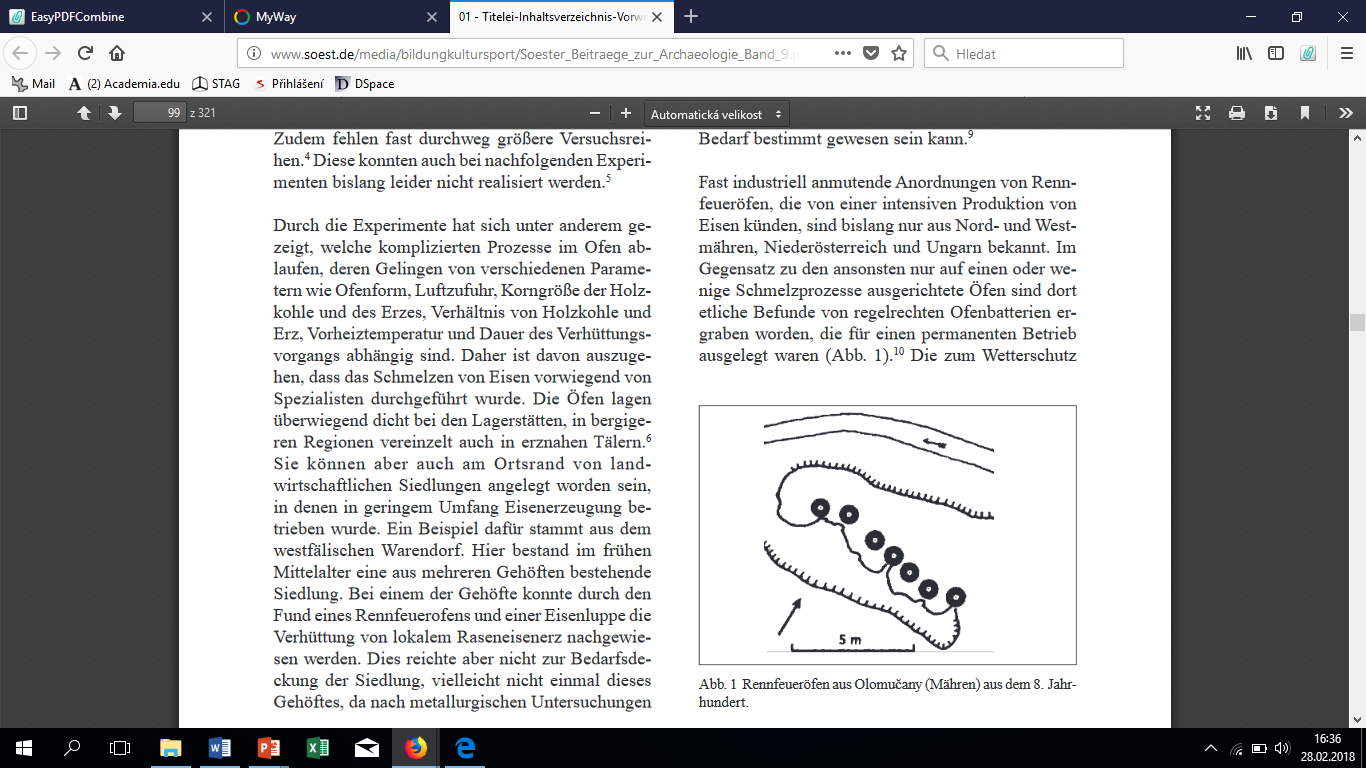 EasyPDFCombine
MyWay
01 - Titelei-Inhaltsverzeichnis-Vorw
www.soest.de/media/bildungkultursport/Soester_Beitraege_zur_Archaeologie_Band_9.p
Hledat
Mail
(2) Academia.edu
STAG
Přihlášení
DSpace
99 z 321
Automatická velikost
Zudem fehlen fast durchweg größere Versuchsrei-
hen.4 Diese konnten auch bei nachfolgenden Experi-
menten bislang leider nicht realisiert werden.5
Durch die Experimente hat sich unter anderem ge-
zeigt, welche komplizierten Prozesse im Ofen ab-
laufen, deren Gelingen von verschiedenen Parame-
tern wie Ofenform, Luftzufuhr, Korngröße der Holz-
kohle und des Erzes, Verhältnis von Holzkohle und
Erz, Vorheiztemperatur und Dauer des Verhüttungs-
vorgangs abhängig sind. Daher ist davon auszuge-
hen, dass das Schmelzen von Eisen vorwiegend von
Spezialisten durchgeführt wurde. Die Öfen lagen
überwiegend dicht bei den Lagerstätten, in bergige-
ren Regionen vereinzelt auch in erznahen Tälern.6
Sie können aber auch am Ortsrand von land-
wirtschaftlichen Siedlungen angelegt worden sein,
in denen in geringem Umfang Eisenerzeugung be-
trieben wurde. Ein Beispiel dafür stammt aus dem
westfälischen Warendorf. Hier bestand im frühen
Mittelalter eine aus mehreren Gehöften bestehende
Siedlung. Bei einem der Gehöfte konnte durch den
Fund eines Rennfeuerofens und einer Eisenluppe die
Verhüttung von lokalem Raseneisenerz nachgewie-
sen werden. Dies reichte aber nicht zur Bedarfsde-
ckung der Siedlung, vielleicht nicht einmal dieses
Gehöftes, da nach metallurgischen Untersuchungen
Bedarf bestimmt gewesen sein kann.9
Fast industriell anmutende Anordnungen von Renn-
feueröfen, die von einer intensiven Produktion von
Eisen künden, sind bislang nur aus Nord- und West-
mähren, Niederösterreich und Ungarn bekannt. Im
Gegensatz zu den ansonsten nur auf einen oder we-
nige Schmelzprozesse ausgerichtete Öfen sind dort
etliche Befunde von regelrechten Ofenbatterien er-
graben worden, die für einen permanenten Betrieb
ausgelegt waren (Abb. 1).10 Die zum Wetterschutz
5 m
Abb. 1 Rennfeueröfen aus Olomučany (Mähren) aus dem 8. Jahr-
hundert.
16:36
28.02.2018